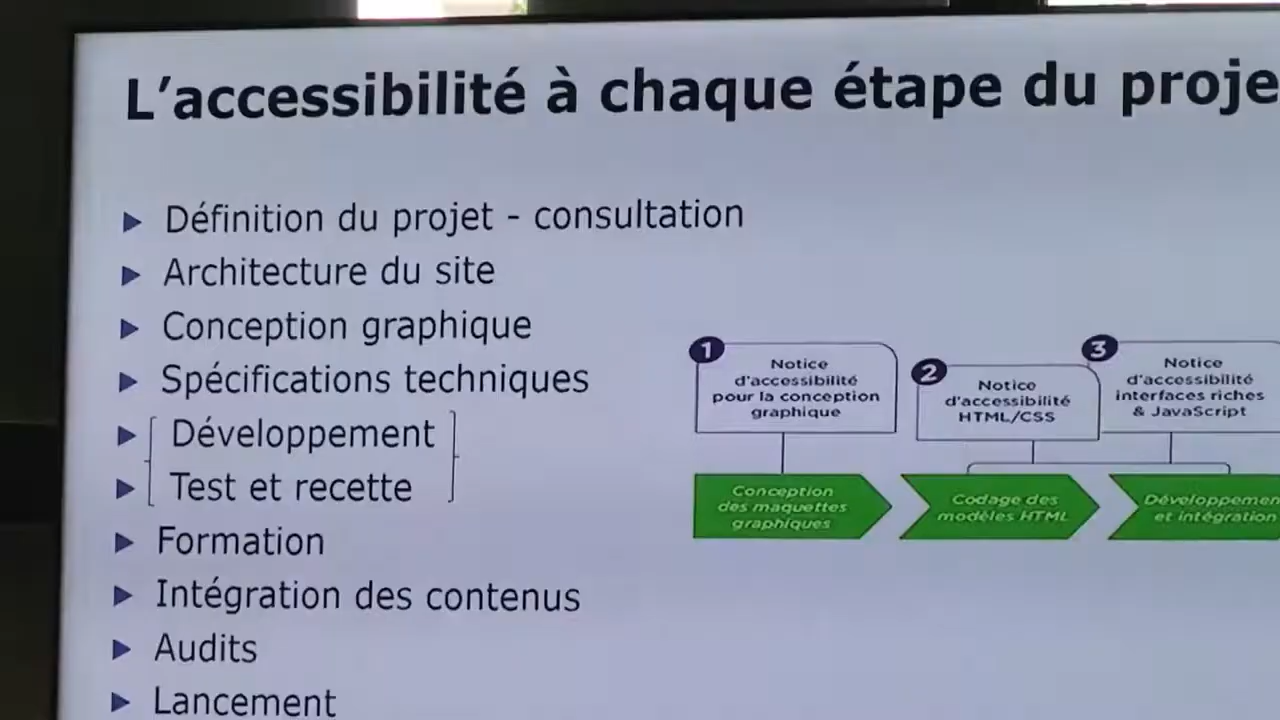 L'accessibilité à chaque étape du proje
Définition du projet - consultation
Architecture du site
Conception graphique
Spécifications techniques
Développement
Test et recette
Formation
Intégration des contenus
Audits
Lancement
1
Notice
d'accessibilité
pour la conception
graphique
2
Notice
d'accessibilité
HTML/CSS
3
Notice
d'accessibilité
interfaces riches
& JavaScript
Conception
des maquettes
graphiques
Codage des
modèles HTML
Développemen
et intégration